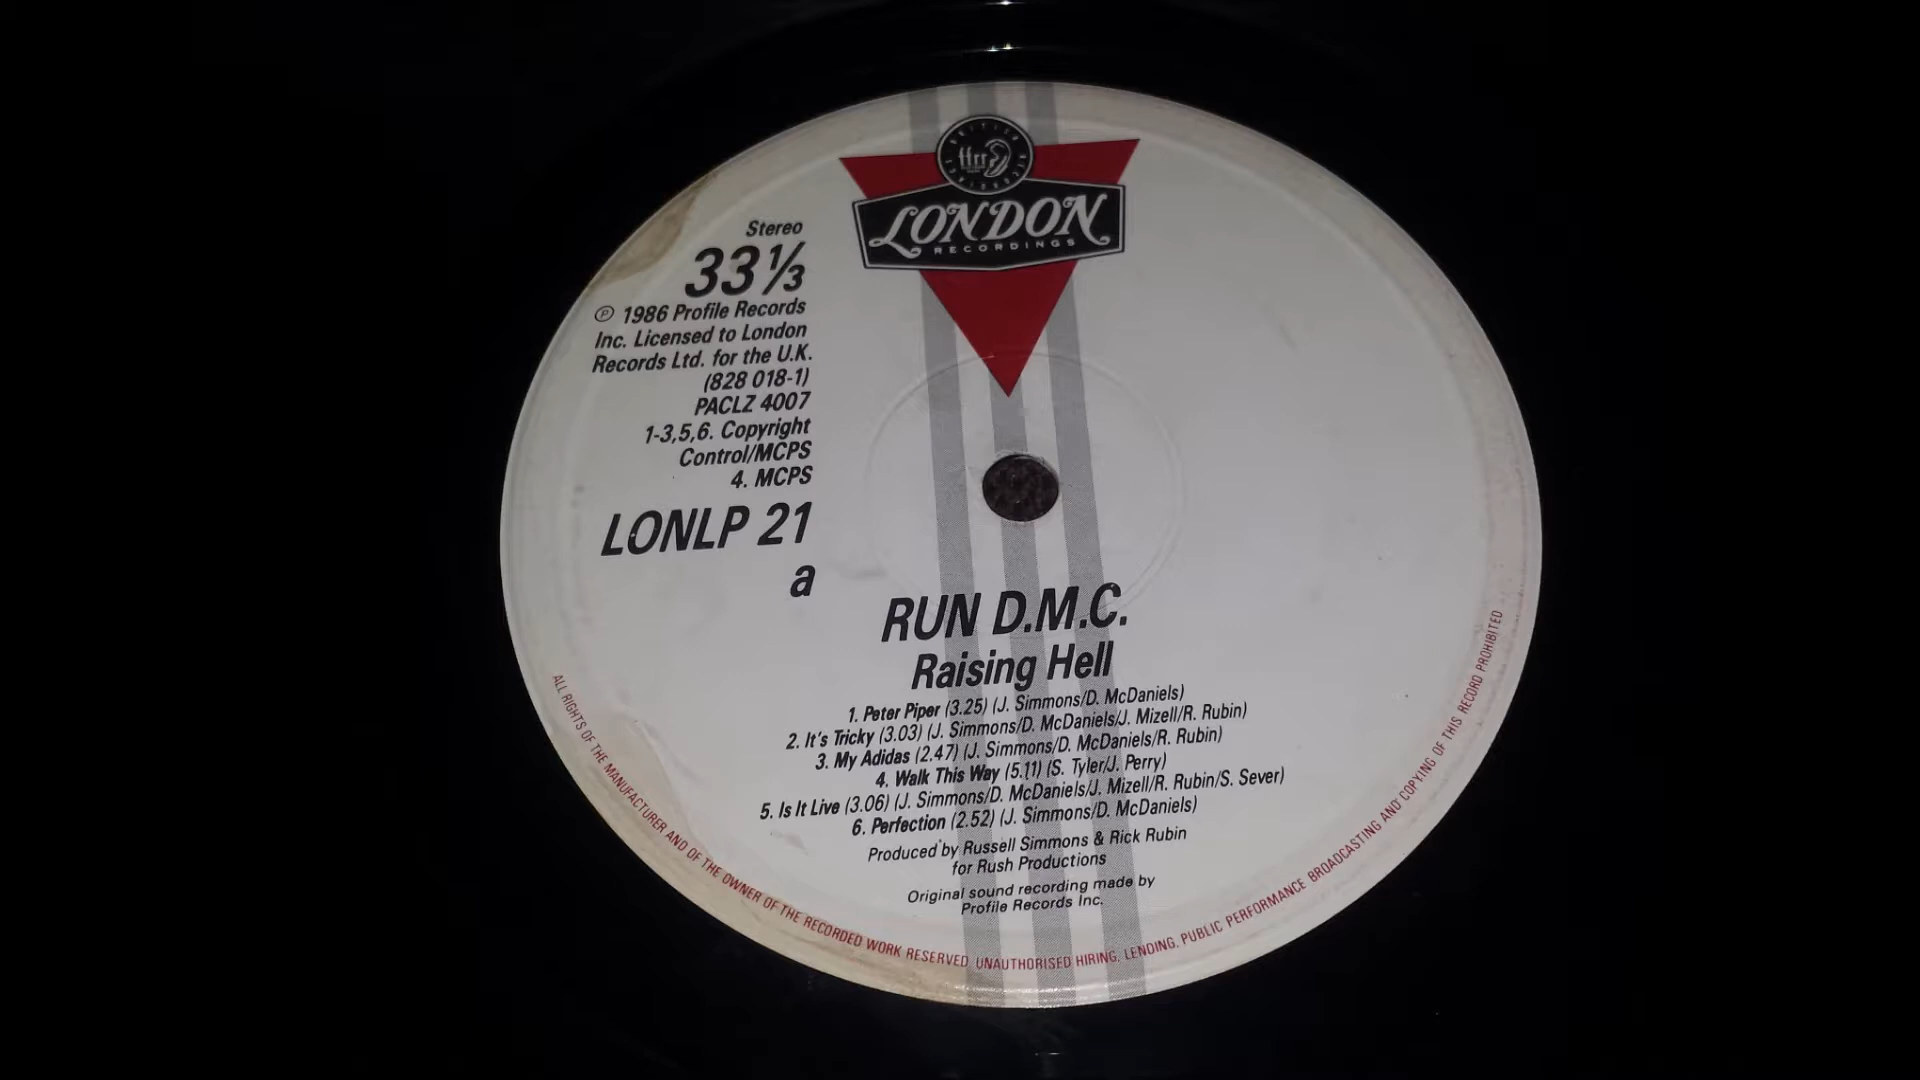 ffrr
LONDON
RECORDINGS
Stereo
33⅓
Ⓟ 1986 Profile Records
Inc. Licensed to London
Records Ltd. for the U.K.
(828 018-1)
PACLZ 4007
1-3,5,6. Copyright
Control/MCPS
4. MCPS
LONLP 21
a
RUN D.M.C.
Raising Hell
1. Peter Piper (3.25) (J. Simmons/D. McDaniels)
2. It's Tricky (3.03) (J. Simmons/D. McDaniels/J. Mizell/R. Rubin)
3. My Adidas (2.47) (J. Simmons/D. McDaniels/R. Rubin)
4. Walk This Way (5.11) (S. Tyler/J. Perry)
5. Is It Live (3.06) (J. Simmons/D. McDaniels/J. Mizell/R. Rubin/S. Sever)
6. Perfection (2.52) (J. Simmons/D. McDaniels)
Produced by Russell Simmons & Rick Rubin
for Rush Productions
Original sound recording made by
Profile Records Inc.
ALL RIGHTS OF THE MANUFACTURER AND OF THE OWNER OF THE RECORDED WORK RESERVED UNAUTHORISED HIRING, LENDING, PUBLIC PERFORMANCE BROADCASTING AND COPYING OF THIS RECORD PROHIBITED